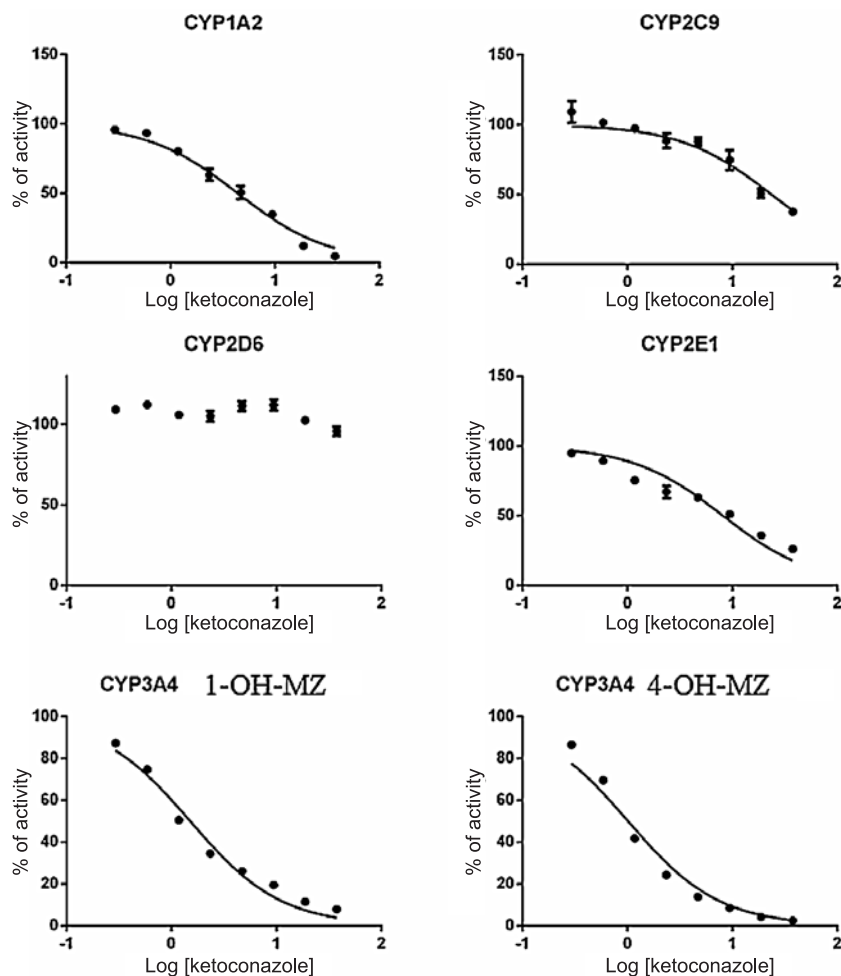 CYP1A2
150
100
50
0
% of activity
-1 0 1 2
Log [ketoconazole]
CYP2C9
150
100
50
0
% of activity
-1 0 1 2
Log [ketoconazole]
CYP2D6
100
50
0
% of activity
-1 0 1 2
Log [ketoconazole]
CYP2E1
150
100
50
0
% of activity
-1 0 1 2
Log [ketoconazole]
CYP3A4 1-OH-MZ
100
80
60
40
20
0
% of activity
-1 0 1 2
Log [ketoconazole]
CYP3A4 4-OH-MZ
100
80
60
40
20
0
% of activity
-1 0 1 2
Log [ketoconazole]